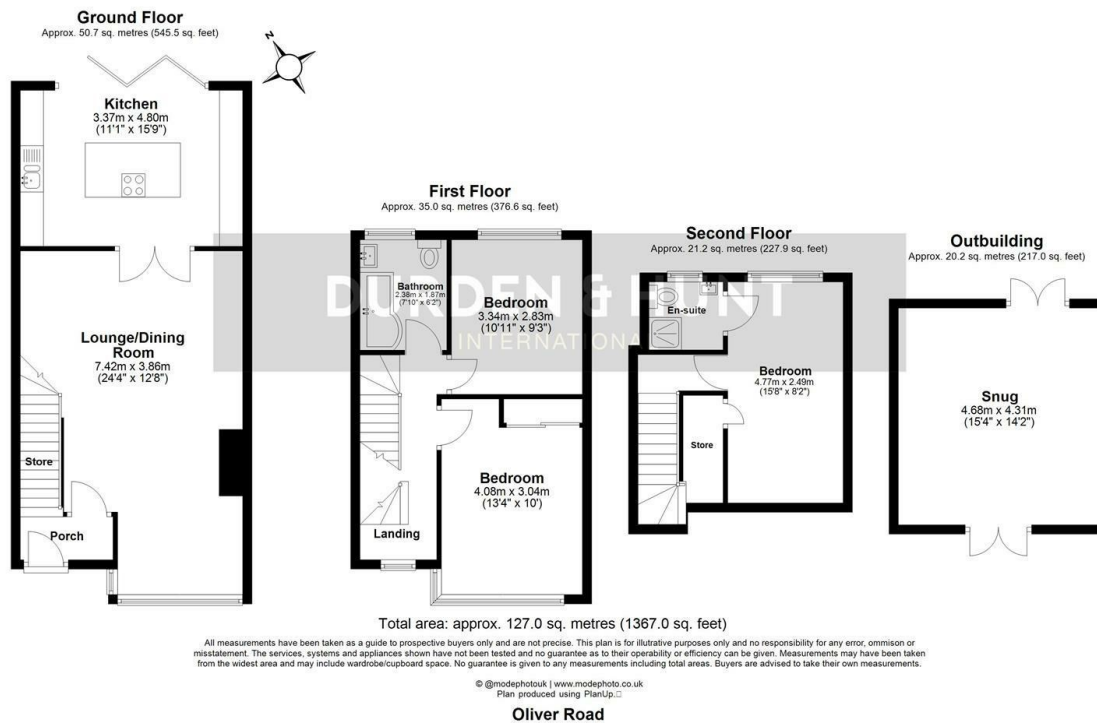 Ground Floor
Approx. 50.7 sq. metres (545.5 sq. feet)
N
Kitchen
3.37m x 4.80m
(11'1" x 15'9")
Lounge/Dining
Room
7.42m x 3.86m
(24'4" x 12'8")
Store
Porch
First Floor
Approx. 35.0 sq. metres (376.6 sq. feet)
Bathroom
2.38m x 1.87m
(7'10" x 6'2")
Bedroom
3.34m x 2.83m
(10'11" x 9'3")
Bedroom
4.08m x 3.04m
(13'4" x 10')
Landing
Second Floor
Approx. 21.2 sq. metres (227.9 sq. feet)
En-suite
Bedroom
4.77m x 2.49m
(15'8" x 8'2")
Store
Outbuilding
Approx. 20.2 sq. metres (217.0 sq. feet)
Snug
4.68m x 4.31m
(15'4" x 14'2")
DURDEN & HUNT
INTERNATIONAL
Total area: approx. 127.0 sq. metres (1367.0 sq. feet)
All measurements have been taken as a guide to prospective buyers only and are not precise. This plan is for illutrative purposes only and no responsibility for any error, ommison or
misstatement. The services, systems and appliances shown have not been tested and no guarantee as to their operability or efficiency can be given. Measurements may have been taken
from the widest area and may include wardrobe/cupboard space. No guarantee is given to any measurements including total areas. Buyers are advised to take their own measurements.
© @modephotouk | www.modephoto.co.uk
Plan produced using PlanUp.
Oliver Road